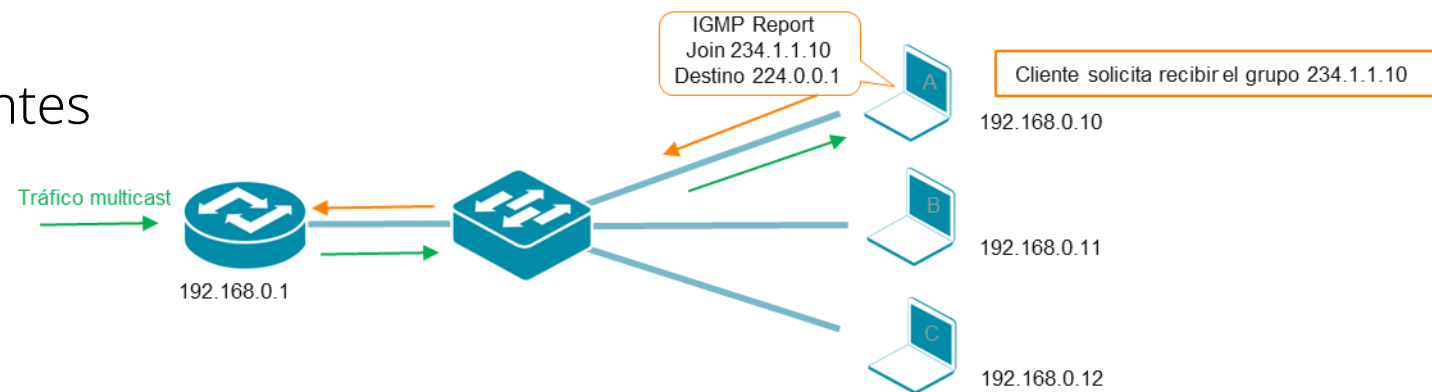 IGMP Report
Join 234.1.1.10
Destino 224.0.0.1
A
Cliente solicita recibir el grupo 234.1.1.10
ntes
192.168.0.10
Tráfico multicast
B
192.168.0.11
192.168.0.1
C
192.168.0.12